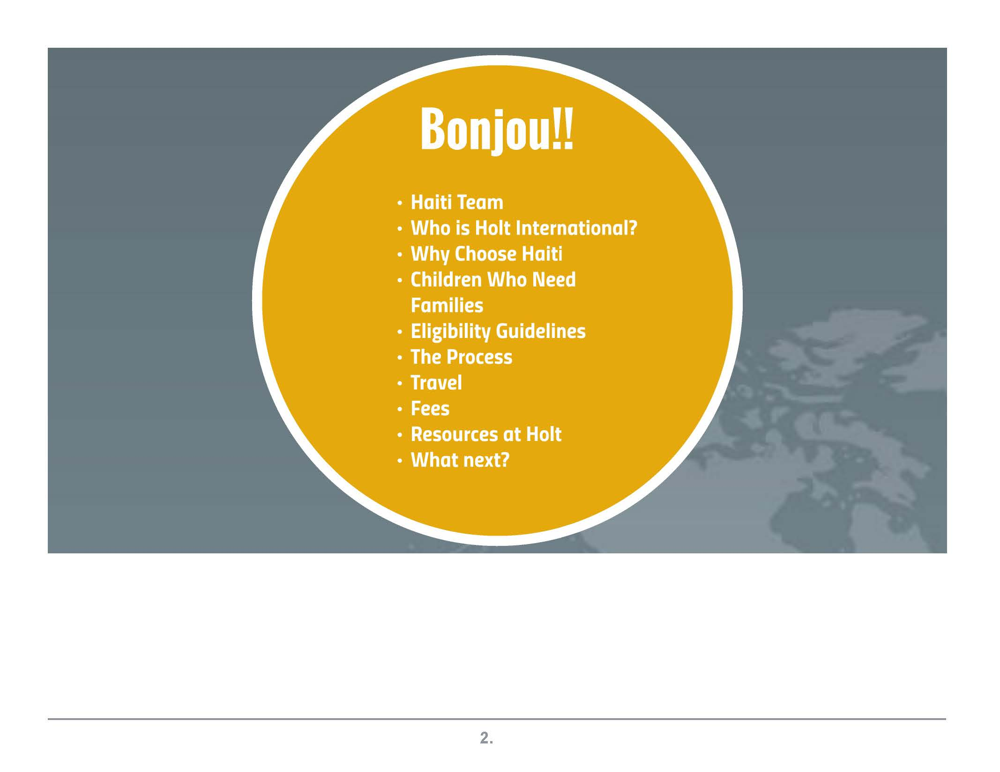 Bonjou!!
• Haiti Team
• Who is Holt International?
• Why Choose Haiti
• Children Who Need
Families
• Eligibility Guidelines
• The Process
• Travel
• Fees
• Resources at Holt
• What next?
2.